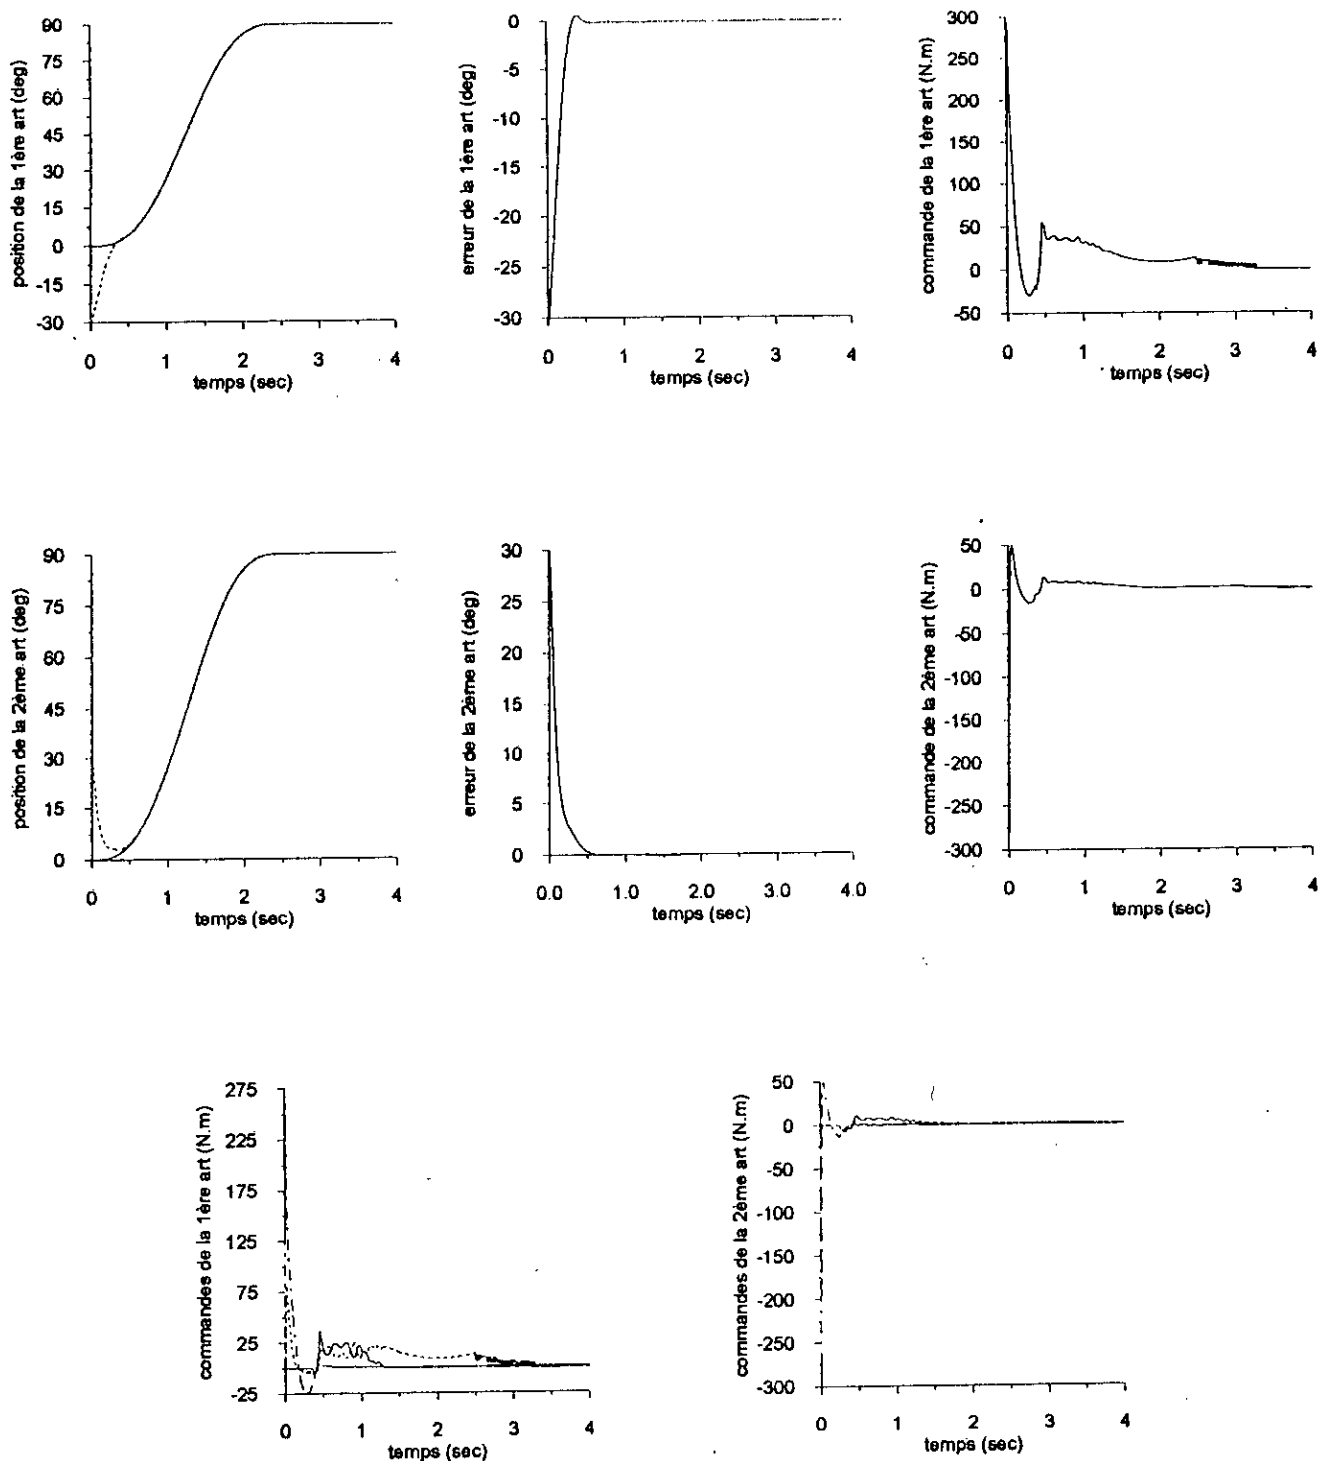 position de la 1ère art (deg)
90
75
60
45
30
15
0
-15
-30
0 1 2 3 4
temps (sec)
erreur de la 1ère art (deg)
0
-5
-10
-15
-20
-25
-30
0 1 2 3 4
temps (sec)
commande de la 1ère art (N.m)
300
250
200
150
100
50
0
-50
0 1 2 3 4
temps (sec)
position de la 2ème art (deg)
90
75
60
45
30
15
0
0 1 2 3 4
temps (sec)
erreur de la 2ème art (deg)
30
25
20
15
10
5
0
0.0 1.0 2.0 3.0 4.0
temps (sec)
commande de la 2ème art (N.m)
50
0
-50
-100
-150
-200
-250
-300
0 1 2 3 4
temps (sec)
commandes de la 1ère art (N.m)
275
225
175
125
75
25
-25
0 1 2 3 4
temps (sec)
commandes de la 2ème art (N.m)
50
0
-50
-100
-150
-200
-250
-300
0 1 2 3 4
temps (sec)